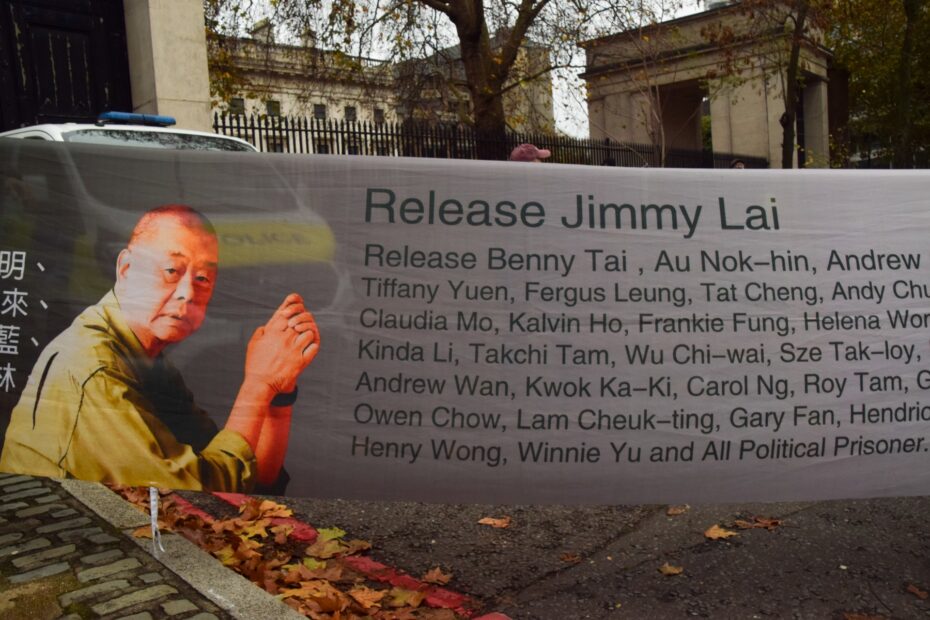 明、
來、
藍、
林
Release Jimmy Lai
Release Benny Tai , Au Nok-hin, Andrew
Tiffany Yuen, Fergus Leung, Tat Cheng, Andy Chu
Claudia Mo, Kalvin Ho, Frankie Fung, Helena Won
Kinda Li, Takchi Tam, Wu Chi-wai, Sze Tak-loy,
Andrew Wan, Kwok Ka-Ki, Carol Ng, Roy Tam, G
Owen Chow, Lam Cheuk-ting, Gary Fan, Hendric
Henry Wong, Winnie Yu and All Political Prisoner.